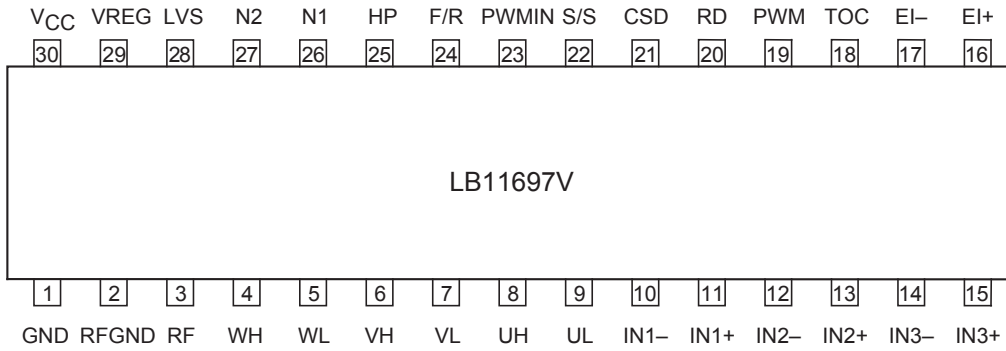 VCC VREG LVS N2 N1 HP F/R PWMIN S/S CSD RD PWM TOC EI– EI+
30 29 28 27 26 25 24 23 22 21 20 19 18 17 16
LB11697V
1 2 3 4 5 6 7 8 9 10 11 12 13 14 15
GND RFGND RF WH WL VH VL UH UL IN1– IN1+ IN2– IN2+ IN3– IN3+